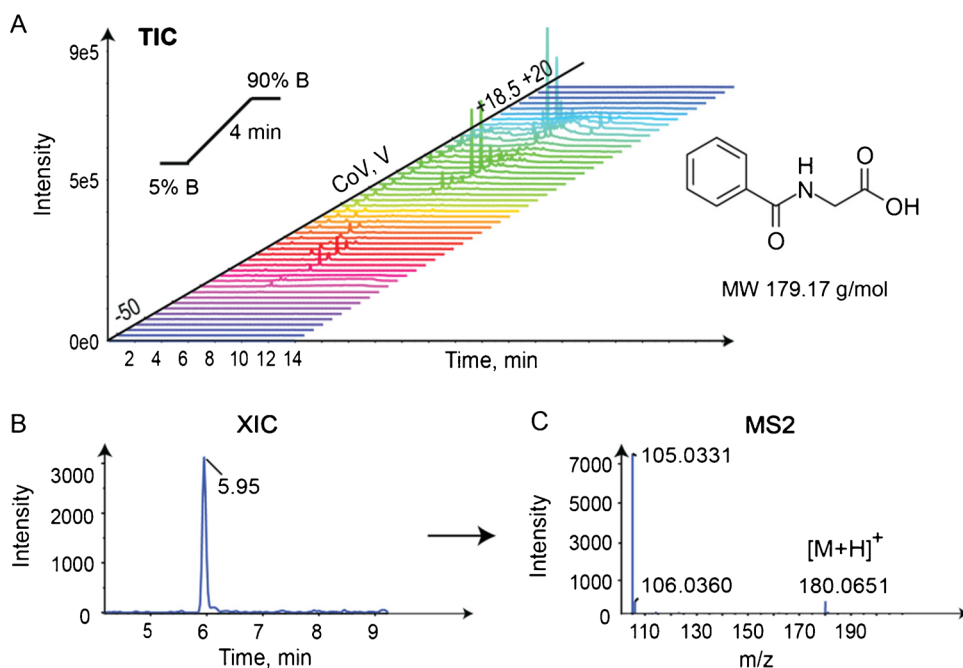 A
TIC
9e5
5e5
0e0
Intensity
90% B
4 min
5% B
CoV, V
-50
+18.5 +20
2 4 6 8 10 12 14
Time, min
H
N
O
O
OH
MW 179.17 g/mol
B
XIC
3000
2000
1000
0
Intensity
5.95
5 6 7 8 9
Time, min
C
MS2
7000
5000
3000
1000
0
Intensity
105.0331
106.0360
[M+H]+
180.0651
110 130 150 170 190
m/z